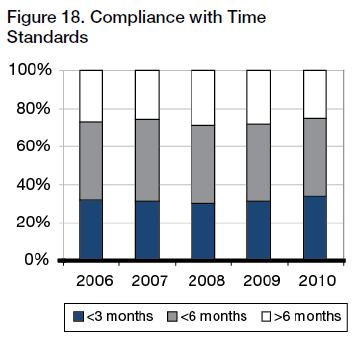 Figure 18. Compliance with Time
Standards
100%
80%
60%
40%
20%
0%
2006 2007 2008 2009 2010
<3 months <6 months >6 months